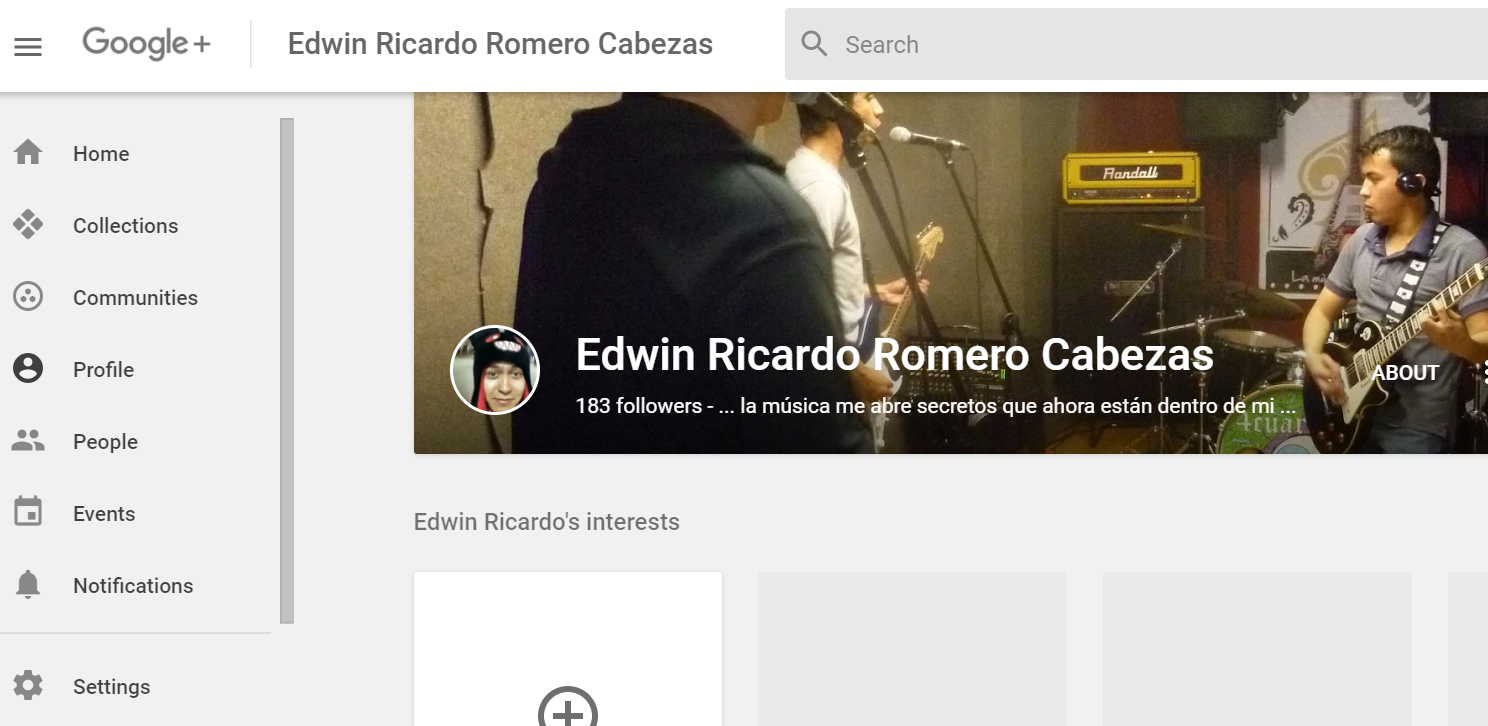 Google+
Edwin Ricardo Romero Cabezas
Search
Home
Collections
Communities
Profile
People
Events
Notifications
Settings
Randall
Edwin Ricardo Romero Cabezas
183 followers - ... la música me abre secretos que ahora están dentro de mi ...
ABOUT
4cuar
Edwin Ricardo's interests